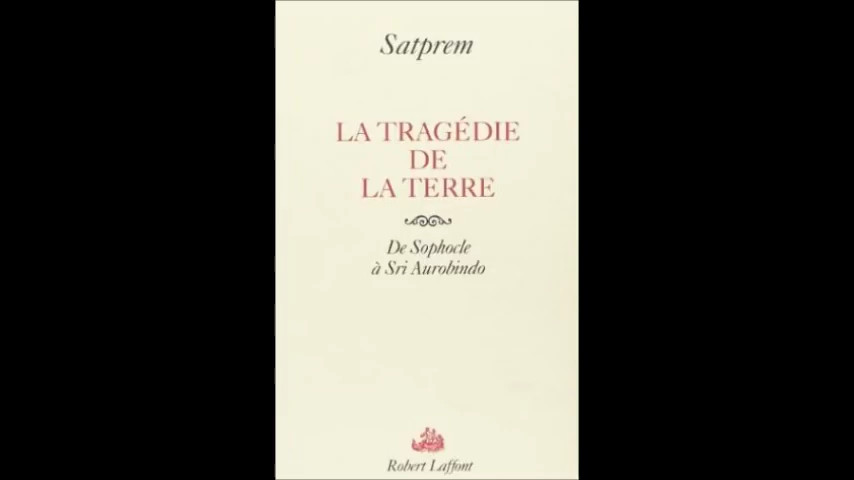 Satprem
LA TRAGÉDIE
DE
LA TERRE
De Sophocle
à Sri Aurobindo
Robert Laffont